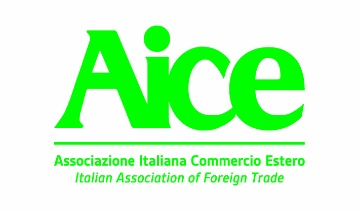 Aice
Associazione Italiana Commercio Estero
Italian Association of Foreign Trade